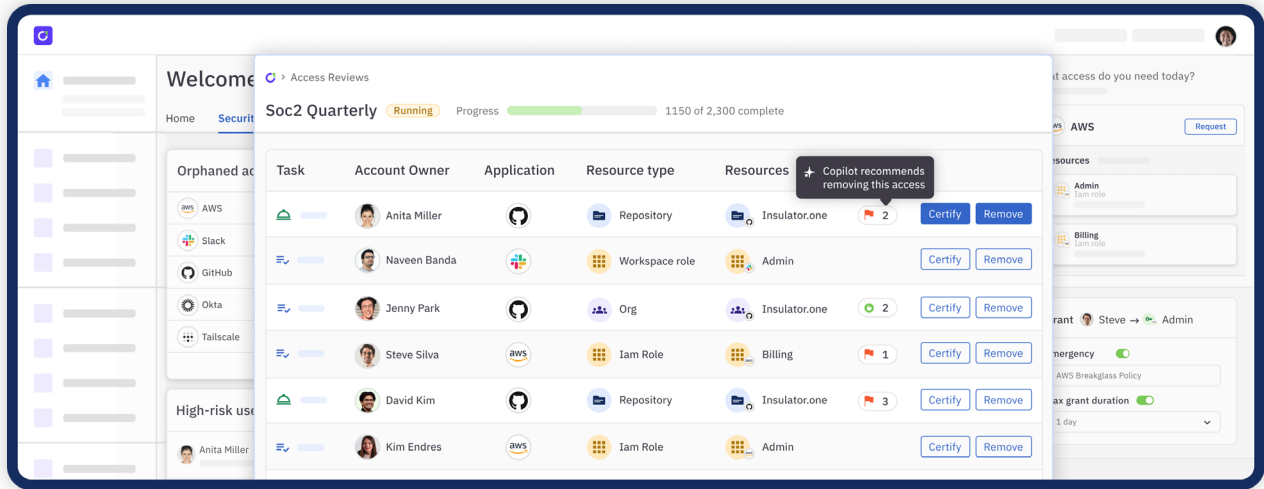 Welcome
Home Securit
Orphaned ac
aws AWS
Slack
GitHub
Okta
Tailscale
High-risk use
Anita Miller
> Access Reviews
Soc2 Quarterly Running Progress 1150 of 2,300 complete
Task Account Owner Application Resource type Resources
Copilot recommends
removing this access
Anita Miller Repository Insulator.one 2 Certify Remove
Naveen Banda Workspace role Admin Certify Remove
Jenny Park Org Insulator.one 2 Certify Remove
Steve Silva aws Iam Role Billing 1 Certify Remove
David Kim Repository Insulator.one 3 Certify Remove
Kim Endres aws Iam Role Admin Certify Remove
at access do you need today?
ws AWS Request
sources
Admin
Iam role
Billing
Iam role
rant Steve → Admin
mergency
AWS Breakglass Policy
ax grant duration
1 day